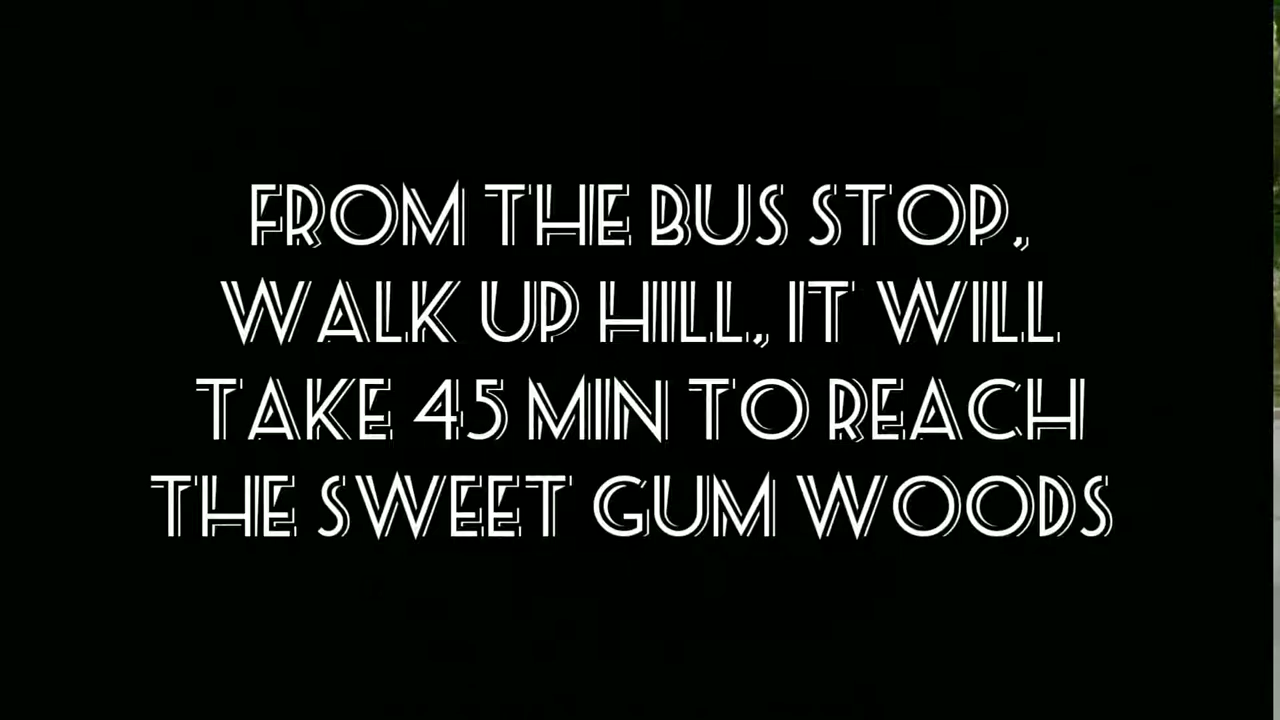 FROM THE BUS STOP,
WALK UP HILL, IT WILL
TAKE 45 MIN TO REACH
THE SWEET GUM WOODS